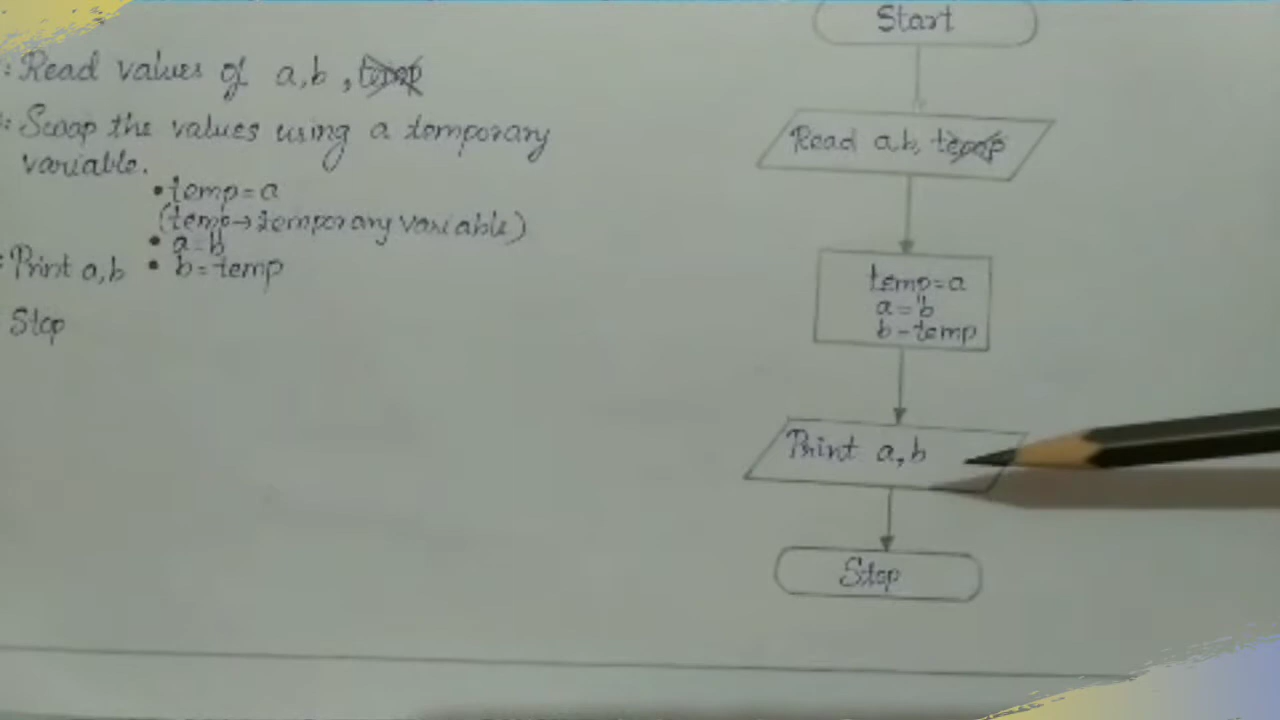 : Read values of a,b, temp
: Swap the values using a temporary
variable.
• temp=a
(temp→temporary variable)
• a=b
: Print a,b • b=temp
Stop
Start
Read a,b, temp
temp=a
a=b
b=temp
Print a,b
Stop